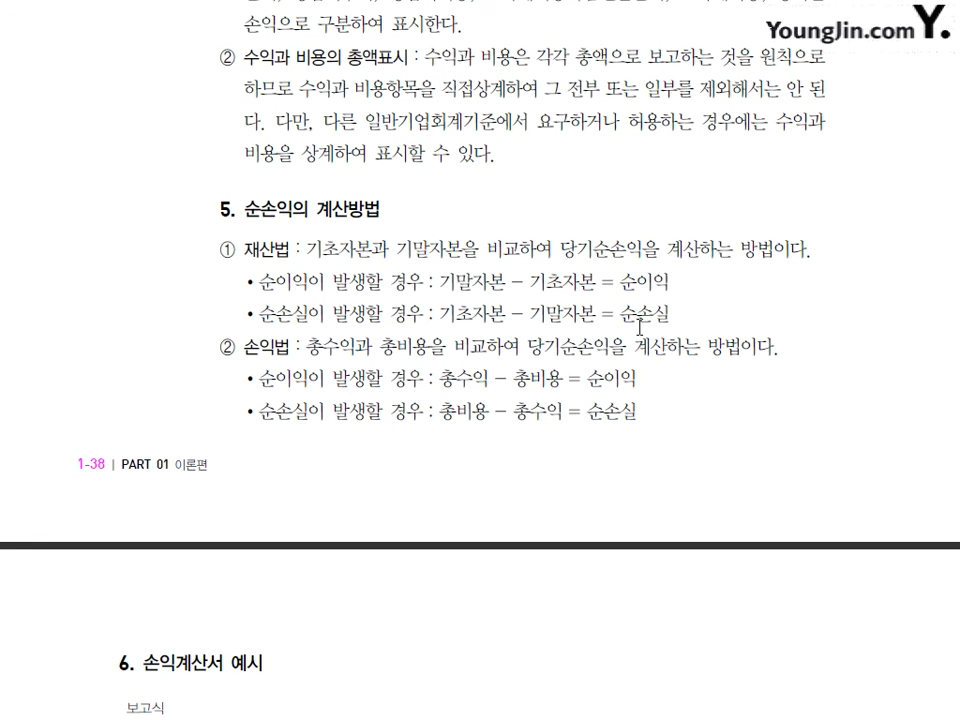 손익으로 구분하여 표시한다.
YoungJin.com Y.
② 수익과 비용의 총액표시 : 수익과 비용은 각각 총액으로 보고하는 것을 원칙으로
하므로 수익과 비용항목을 직접상계하여 그 전부 또는 일부를 제외해서는 안 된
다. 다만, 다른 일반기업회계기준에서 요구하거나 허용하는 경우에는 수익과
비용을 상계하여 표시할 수 있다.
5. 순손익의 계산방법
① 재산법 : 기초자본과 기말자본을 비교하여 당기순손익을 계산하는 방법이다.
• 순이익이 발생할 경우 : 기말자본 − 기초자본 = 순이익
• 순손실이 발생할 경우 : 기초자본 − 기말자본 = 순손실
② 손익법 : 총수익과 총비용을 비교하여 당기순손익을 계산하는 방법이다.
• 순이익이 발생할 경우 : 총수익 − 총비용 = 순이익
• 순손실이 발생할 경우 : 총비용 − 총수익 = 순손실
1-38 | PART 01 이론편
6. 손익계산서 예시
보고식